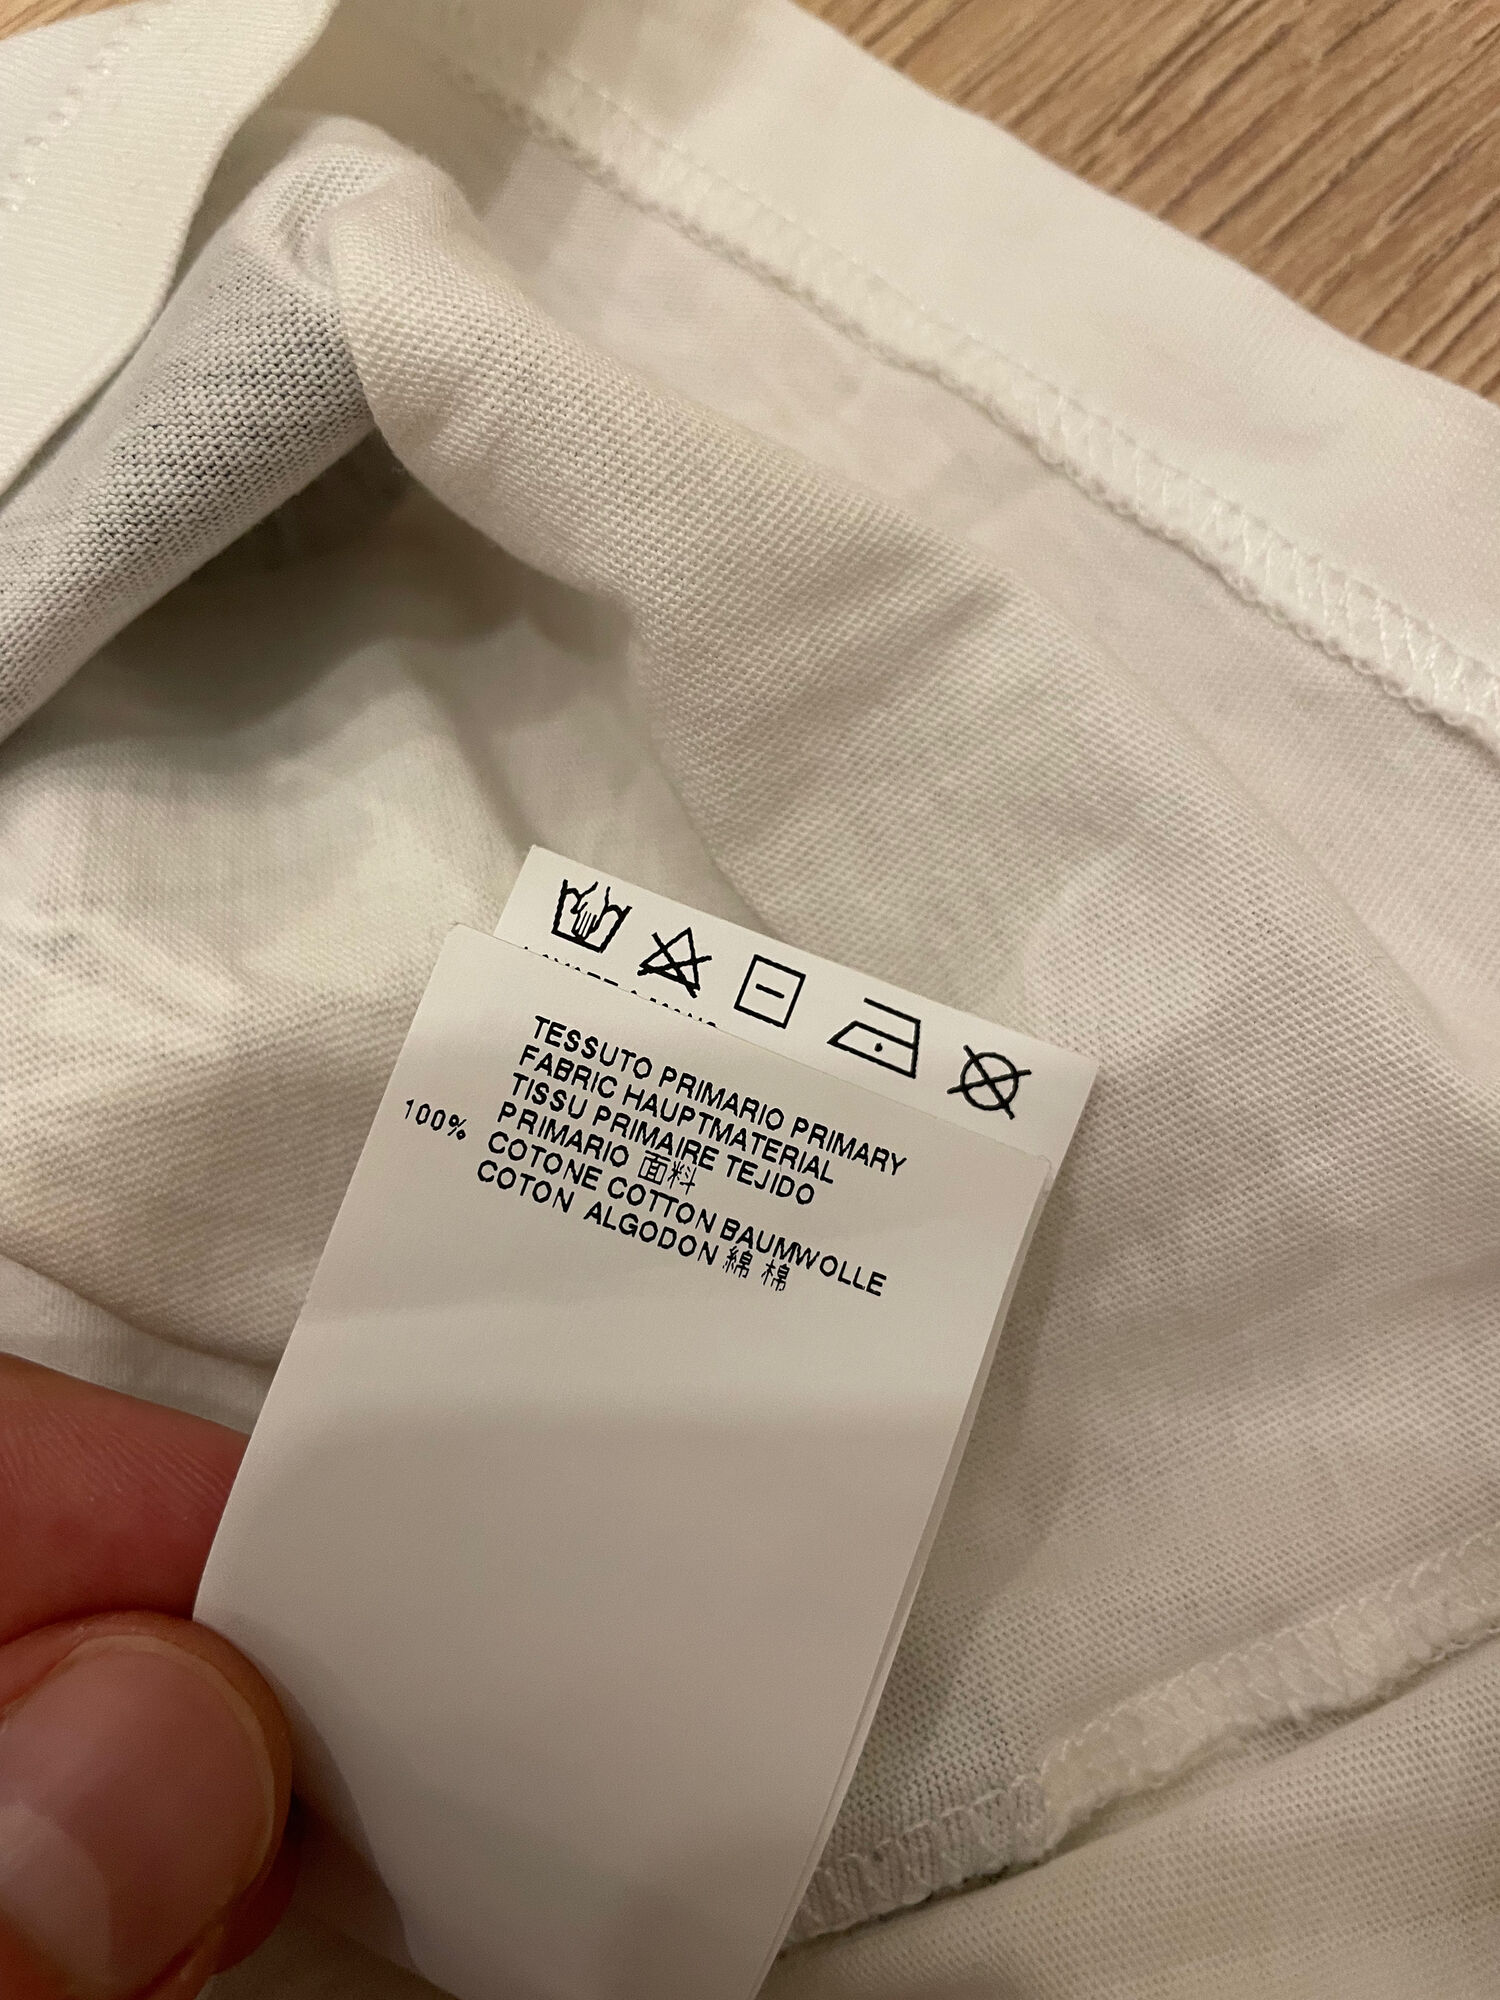 TESSUTO PRIMARIO PRIMARY
FABRIC HAUPTMATERIAL
TISSU PRIMAIRE TEJIDO
PRIMARIO 面料
100% COTONE COTTON BAUMWOLLE
COTON ALGODON 綿 棉